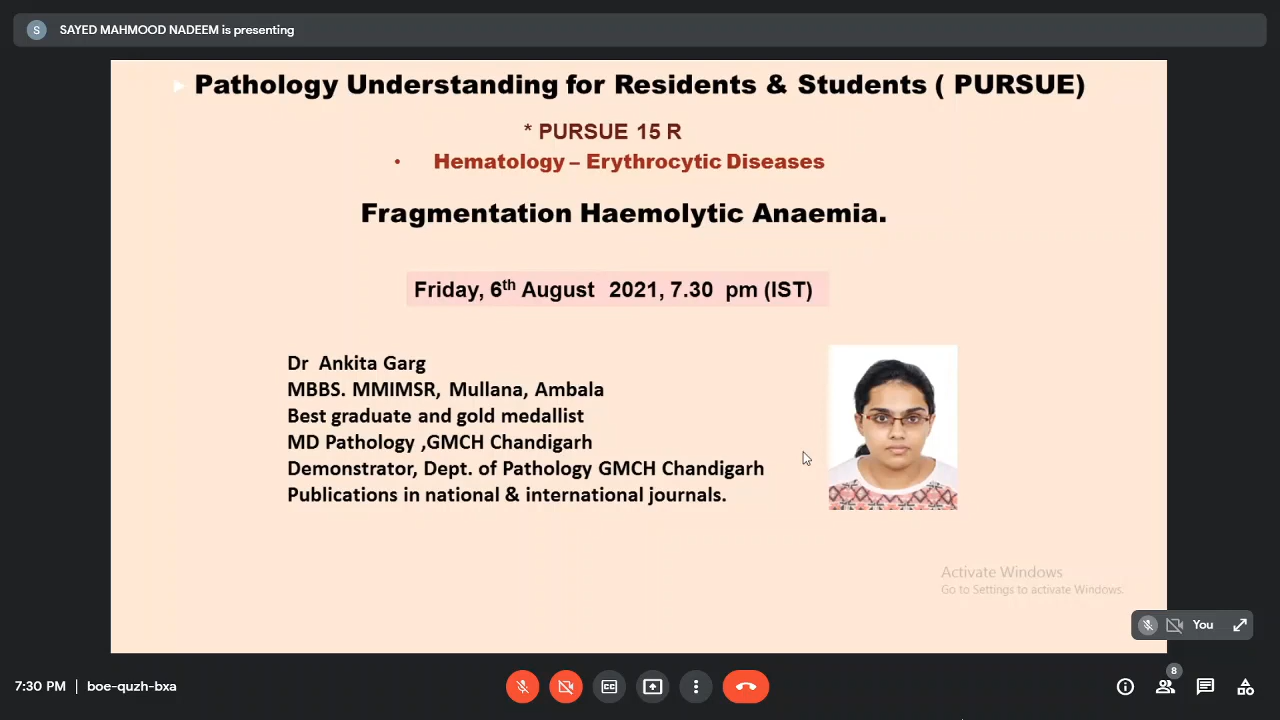 S SAYED MAHMOOD NADEEM is presenting
Pathology Understanding for Residents & Students ( PURSUE)
* PURSUE 15 R
• Hematology – Erythrocytic Diseases
Fragmentation Haemolytic Anaemia.
Friday, 6th August 2021, 7.30 pm (IST)
Dr Ankita Garg
MBBS. MMIMSR, Mullana, Ambala
Best graduate and gold medallist
MD Pathology ,GMCH Chandigarh
Demonstrator, Dept. of Pathology GMCH Chandigarh
Publications in national & international journals.
Activate Windows
Go to Settings to activate Windows.
You
7:30 PM | boe-quzh-bxa
CC
8